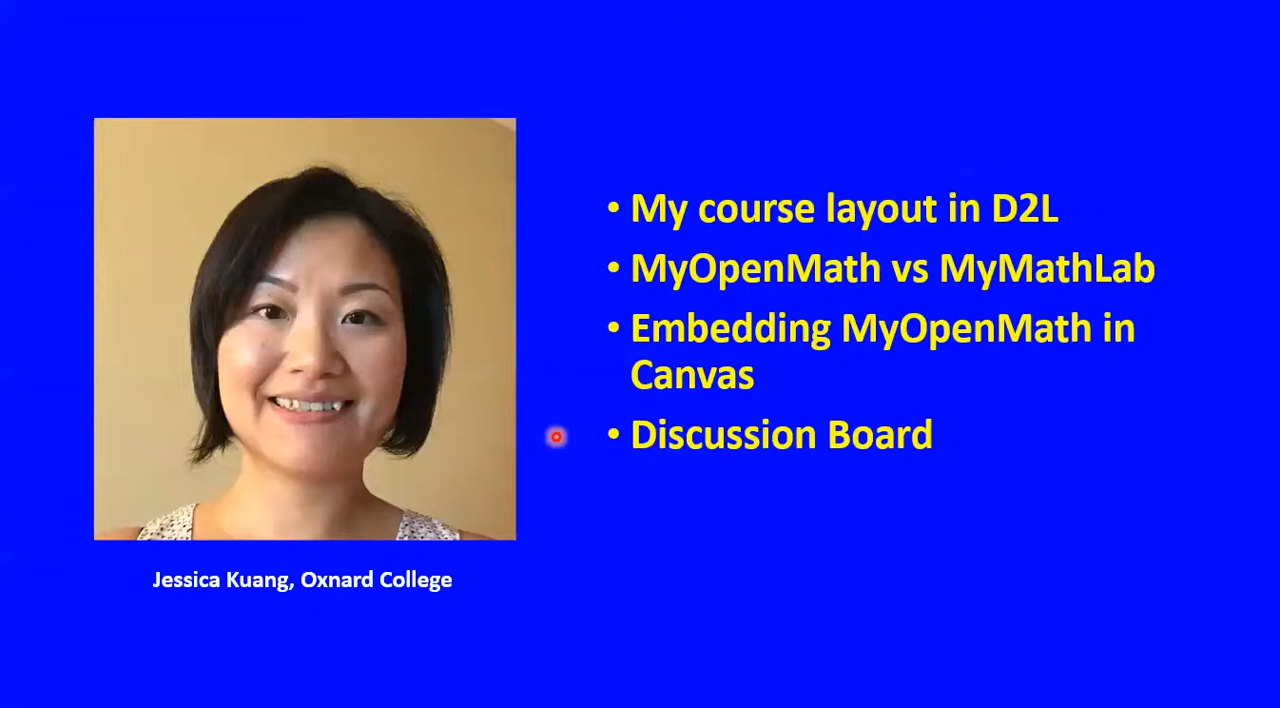 • My course layout in D2L
• MyOpenMath vs MyMathLab
• Embedding MyOpenMath in
Canvas
• Discussion Board
Jessica Kuang, Oxnard College